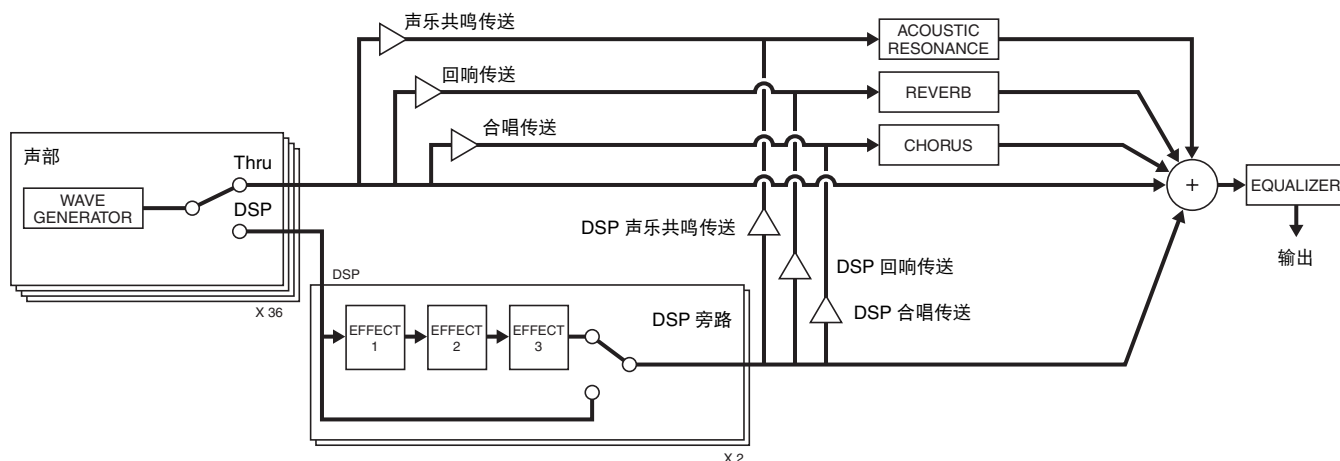 声乐共鸣传送
ACOUSTIC
RESONANCE
回响传送
REVERB
合唱传送
CHORUS
声部
Thru
WAVE
GENERATOR
DSP
+
EQUALIZER
DSP 声乐共鸣传送
输出
DSP 回响传送
DSP
X 36
DSP 旁路
DSP 合唱传送
EFFECT
1
EFFECT
2
EFFECT
3
X 2